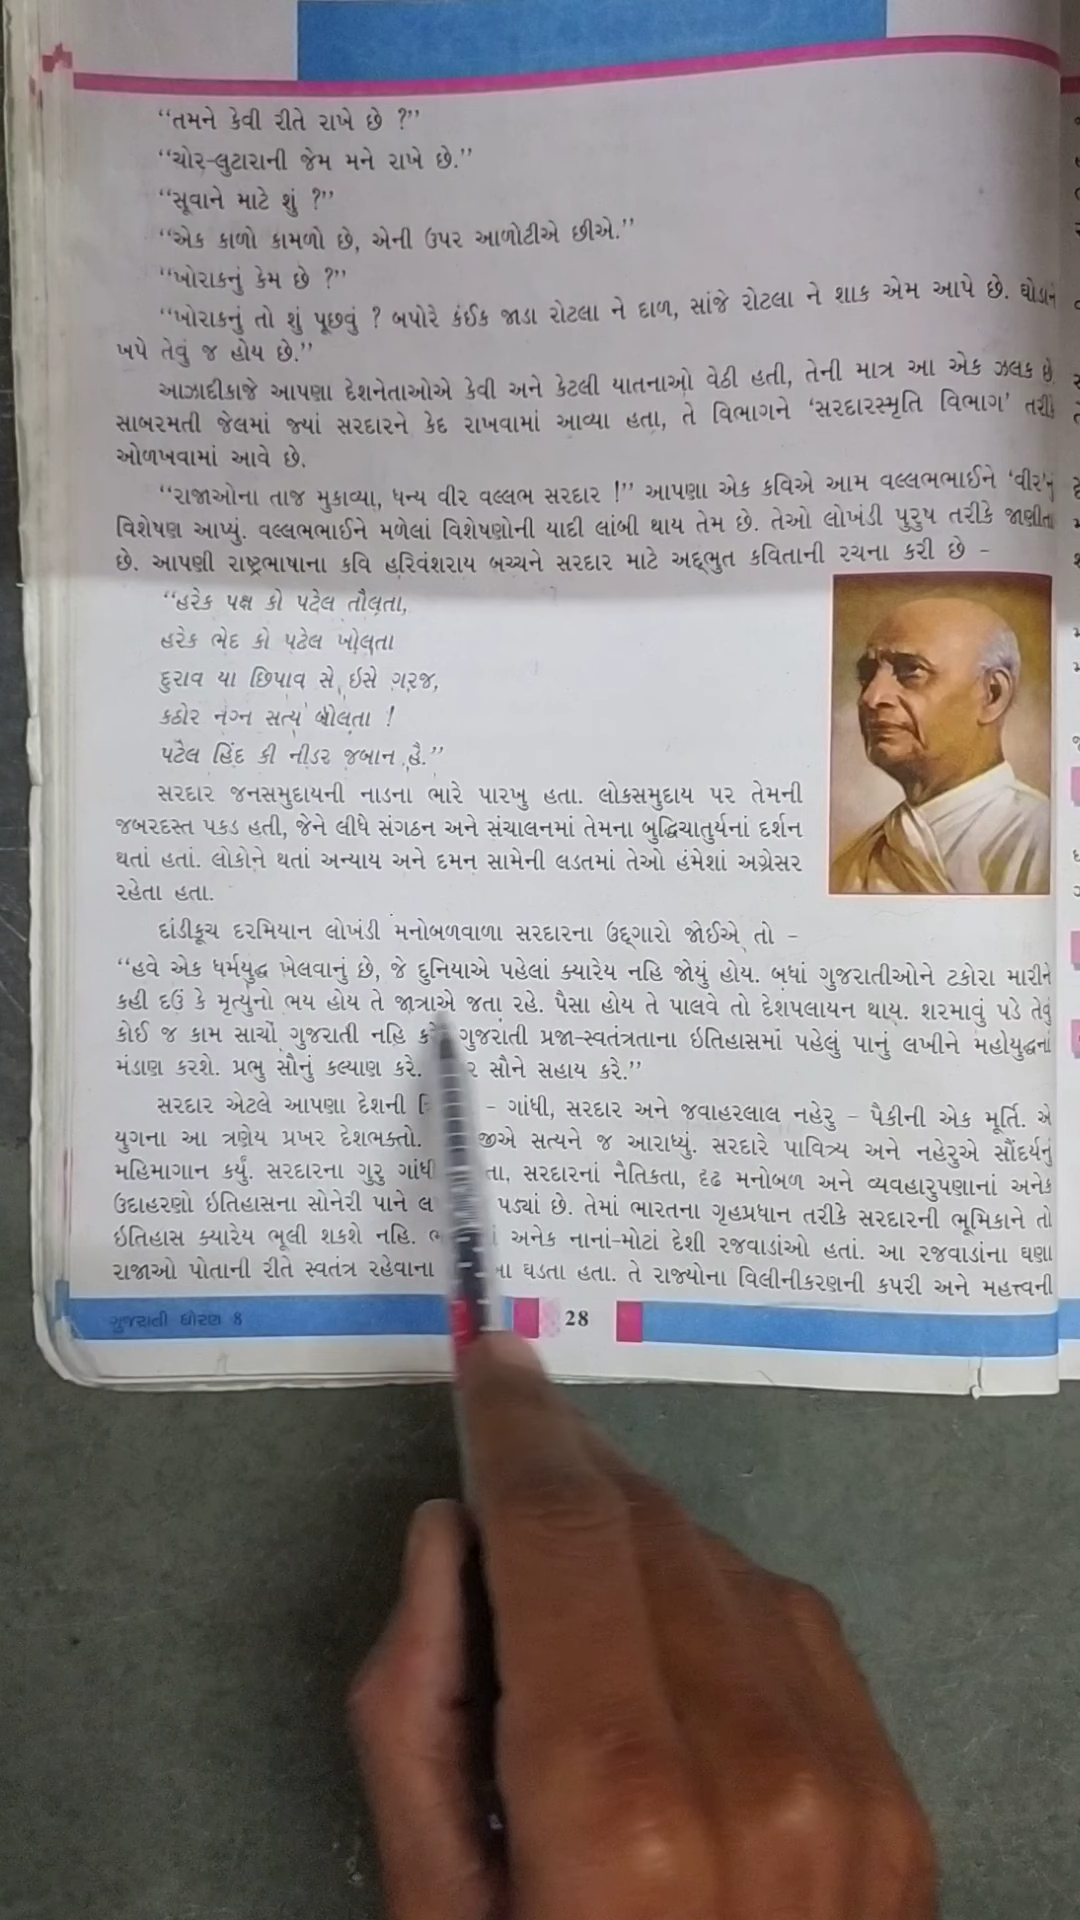 “તમને કેવી રીતે રાખે છે ?”
“ચોર-લુટારાની જેમ મને રાખે છે.”
“સૂવાને માટે શું ?”
“એક કાળો કામળો છે, એની ઉપર આળોટીએ છીએ.”
“ખોરાકનું કેમ છે ?”
“ખોરાકનું તો શું પૂછવું ? બપોરે કંઈક જાડા રોટલા ને દાળ, સાંજે રોટલા ને શાક એમ આપે છે. ઘોડાને
ખપે તેવું જ હોય છે.”
આઝાદીકાજે આપણા દેશનેતાઓએ કેવી અને કેટલી યાતનાઓ વેઠી હતી, તેની માત્ર આ એક ઝલક છે
સાબરમતી જેલમાં જ્યાં સરદારને કેદ રાખવામાં આવ્યા હતા, તે વિભાગને ‘સરદારસ્મૃતિ વિભાગ’ તરીકે
ઓળખવામાં આવે છે.
“રાજાઓના તાજ મુકાવ્યા, ધન્ય વીર વલ્લભ સરદાર !” આપણા એક કવિએ આમ વલ્લભભાઈને ‘વીર’નું
વિશેષણ આપ્યું. વલ્લભભાઈને મળેલાં વિશેષણોની યાદી લાંબી થાય તેમ છે. તેઓ લોખંડી પુરુષ તરીકે જાણીતા
છે. આપણી રાષ્ટ્રભાષાના કવિ હરિવંશરાય બચ્ચને સરદાર માટે અદ્ભુત કવિતાની રચના કરી છે –
“હરેક પક્ષ કો પટેલ તૌલતા,
હરેક ભેદ કો પટેલ ખોલતા
દુરાવ યા છિપાવ સે ઇસે ગરજ,
કઠોર નગ્ન સત્ય બોલતા !
પટેલ હિંદ કી નીડર જબાન હૈ.”
સરદાર જનસમુદાયની નાડના ભારે પારખુ હતા. લોકસમુદાય પર તેમની
જબરદસ્ત પકડ હતી, જેને લીધે સંગઠન અને સંચાલનમાં તેમના બુદ્ધિચાતુર્યનાં દર્શન
થતાં હતાં. લોકોને થતાં અન્યાય અને દમન સામેની લડતમાં તેઓ હંમેશાં અગ્રેસર
રહેતા હતા.
દાંડીકૂચ દરમિયાન લોખંડી મનોબળવાળા સરદારના ઉદ્ગારો જોઈએ તો –
“હવે એક ધર્મયુદ્ધ ખેલવાનું છે, જે દુનિયાએ પહેલાં ક્યારેય નહિ જોયું હોય. બધાં ગુજરાતીઓને ટકોરા મારીને
કહી દઉં કે મૃત્યુનો ભય હોય તે જાત્રાએ જતા રહે. પૈસા હોય તે પાલવે તો દેશપલાયન થાય. શરમાવું પડે તેવું
કોઈ જ કામ સાચો ગુજરાતી નહિ ગુજરાતી પ્રજા-સ્વતંત્રતાના ઇતિહાસમાં પહેલું પાનું લખીને મહોયુદ્ધનાં
મંડાણ કરશે. પ્રભુ સૌનું કલ્યાણ કરે. સૌને સહાય કરે.”
સરદાર એટલે આપણા દેશની – ગાંધી, સરદાર અને જવાહરલાલ નહેરુ – પૈકીની એક મૂર્તિ. એ
યુગના આ ત્રણેય પ્રખર દેશભક્તો. સત્યને જ આરાધ્યું. સરદારે પાવિત્ર્ય અને નહેરુએ સૌંદર્યનું
મહિમાગાન કર્યું. સરદારના ગુરુ સરદારનાં નૈતિકતા, દૃઢ મનોબળ અને વ્યવહારુપણાનાં અનેક
ઉદાહરણો ઇતિહાસના સોનેરી પાને પડ્યાં છે. તેમાં ભારતના ગૃહપ્રધાન તરીકે સરદારની ભૂમિકાને તો
ઇતિહાસ ક્યારેય ભૂલી શકશે નહિ. અનેક નાનાં-મોટાં દેશી રજવાડાંઓ હતાં. આ રજવાડાંના ઘણા
રાજાઓ પોતાની રીતે સ્વતંત્ર રહેવાના ઘડતા હતા. તે રાજ્યોના વિલીનીકરણની કપરી અને મહત્ત્વની
ગુજરાતી ધોરણ 8
28